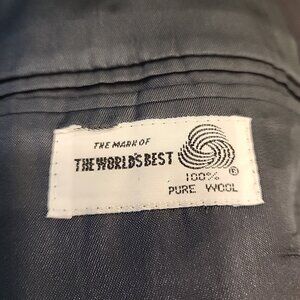 THE MARK OF
THE WORLD'S BEST
100% ®
PURE WOOL